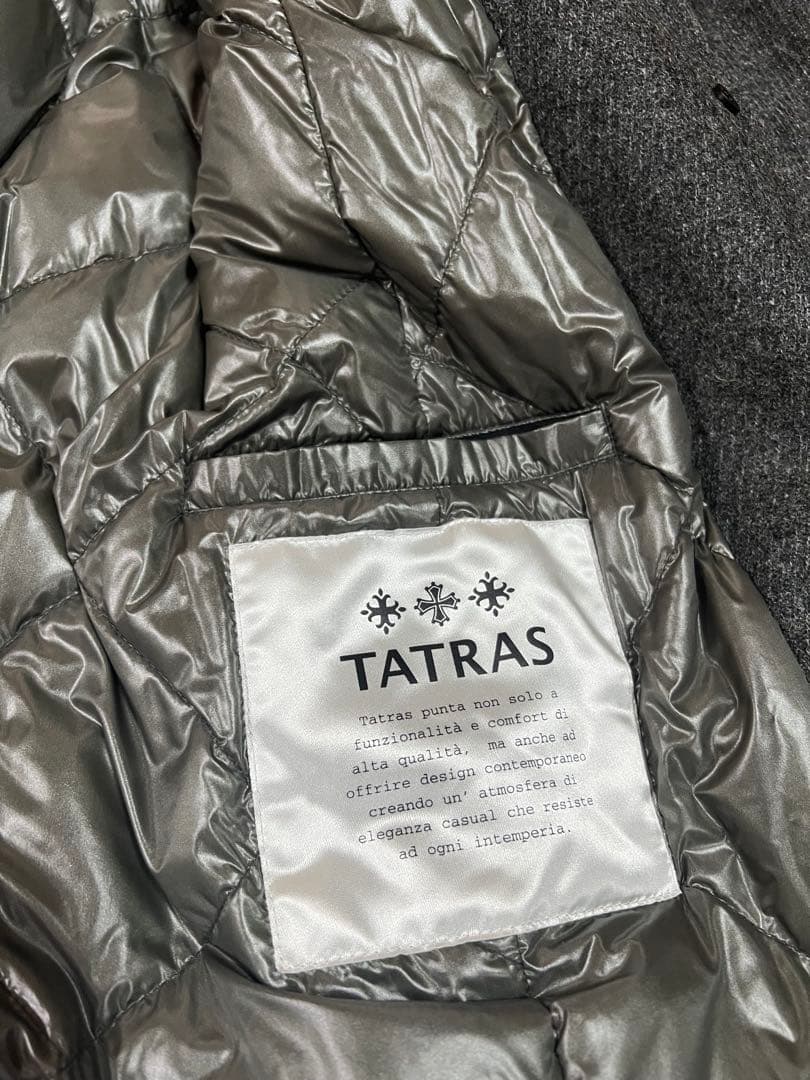 TATRAS
Tatras punta non solo a
funzionalità e comfort di
alta qualità, ma anche ad
offrire design contemporaneo
creando un' atmosfera di
eleganza casual che resiste
ad ogni intemperia.